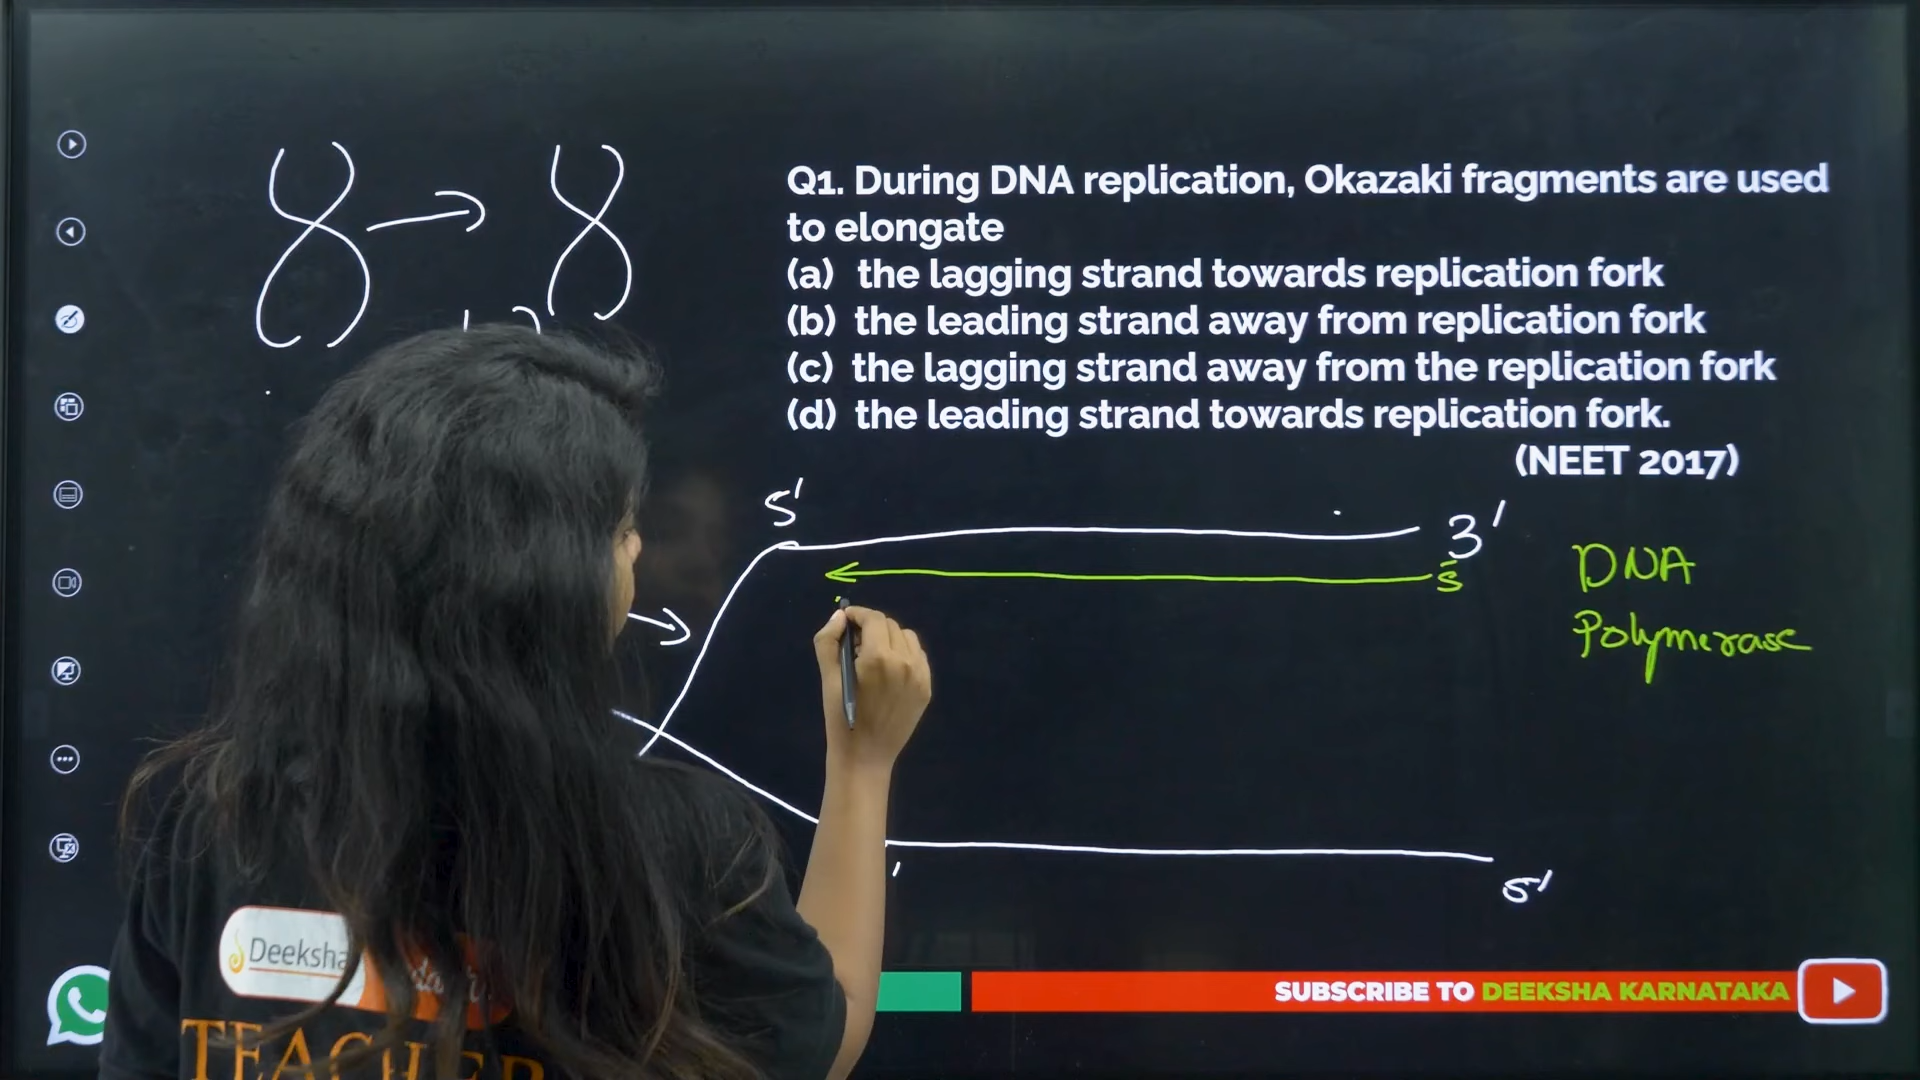 Q1. During DNA replication, Okazaki fragments are used
to elongate
(a) the lagging strand towards replication fork
(b) the leading strand away from replication fork
(c) the lagging strand away from the replication fork
(d) the leading strand towards replication fork.
(NEET 2017)
5'
3'
5
DNA
Polymerase
5'
Deeksha
SUBSCRIBE TO DEEKSHA KARNATAKA
TEACHER